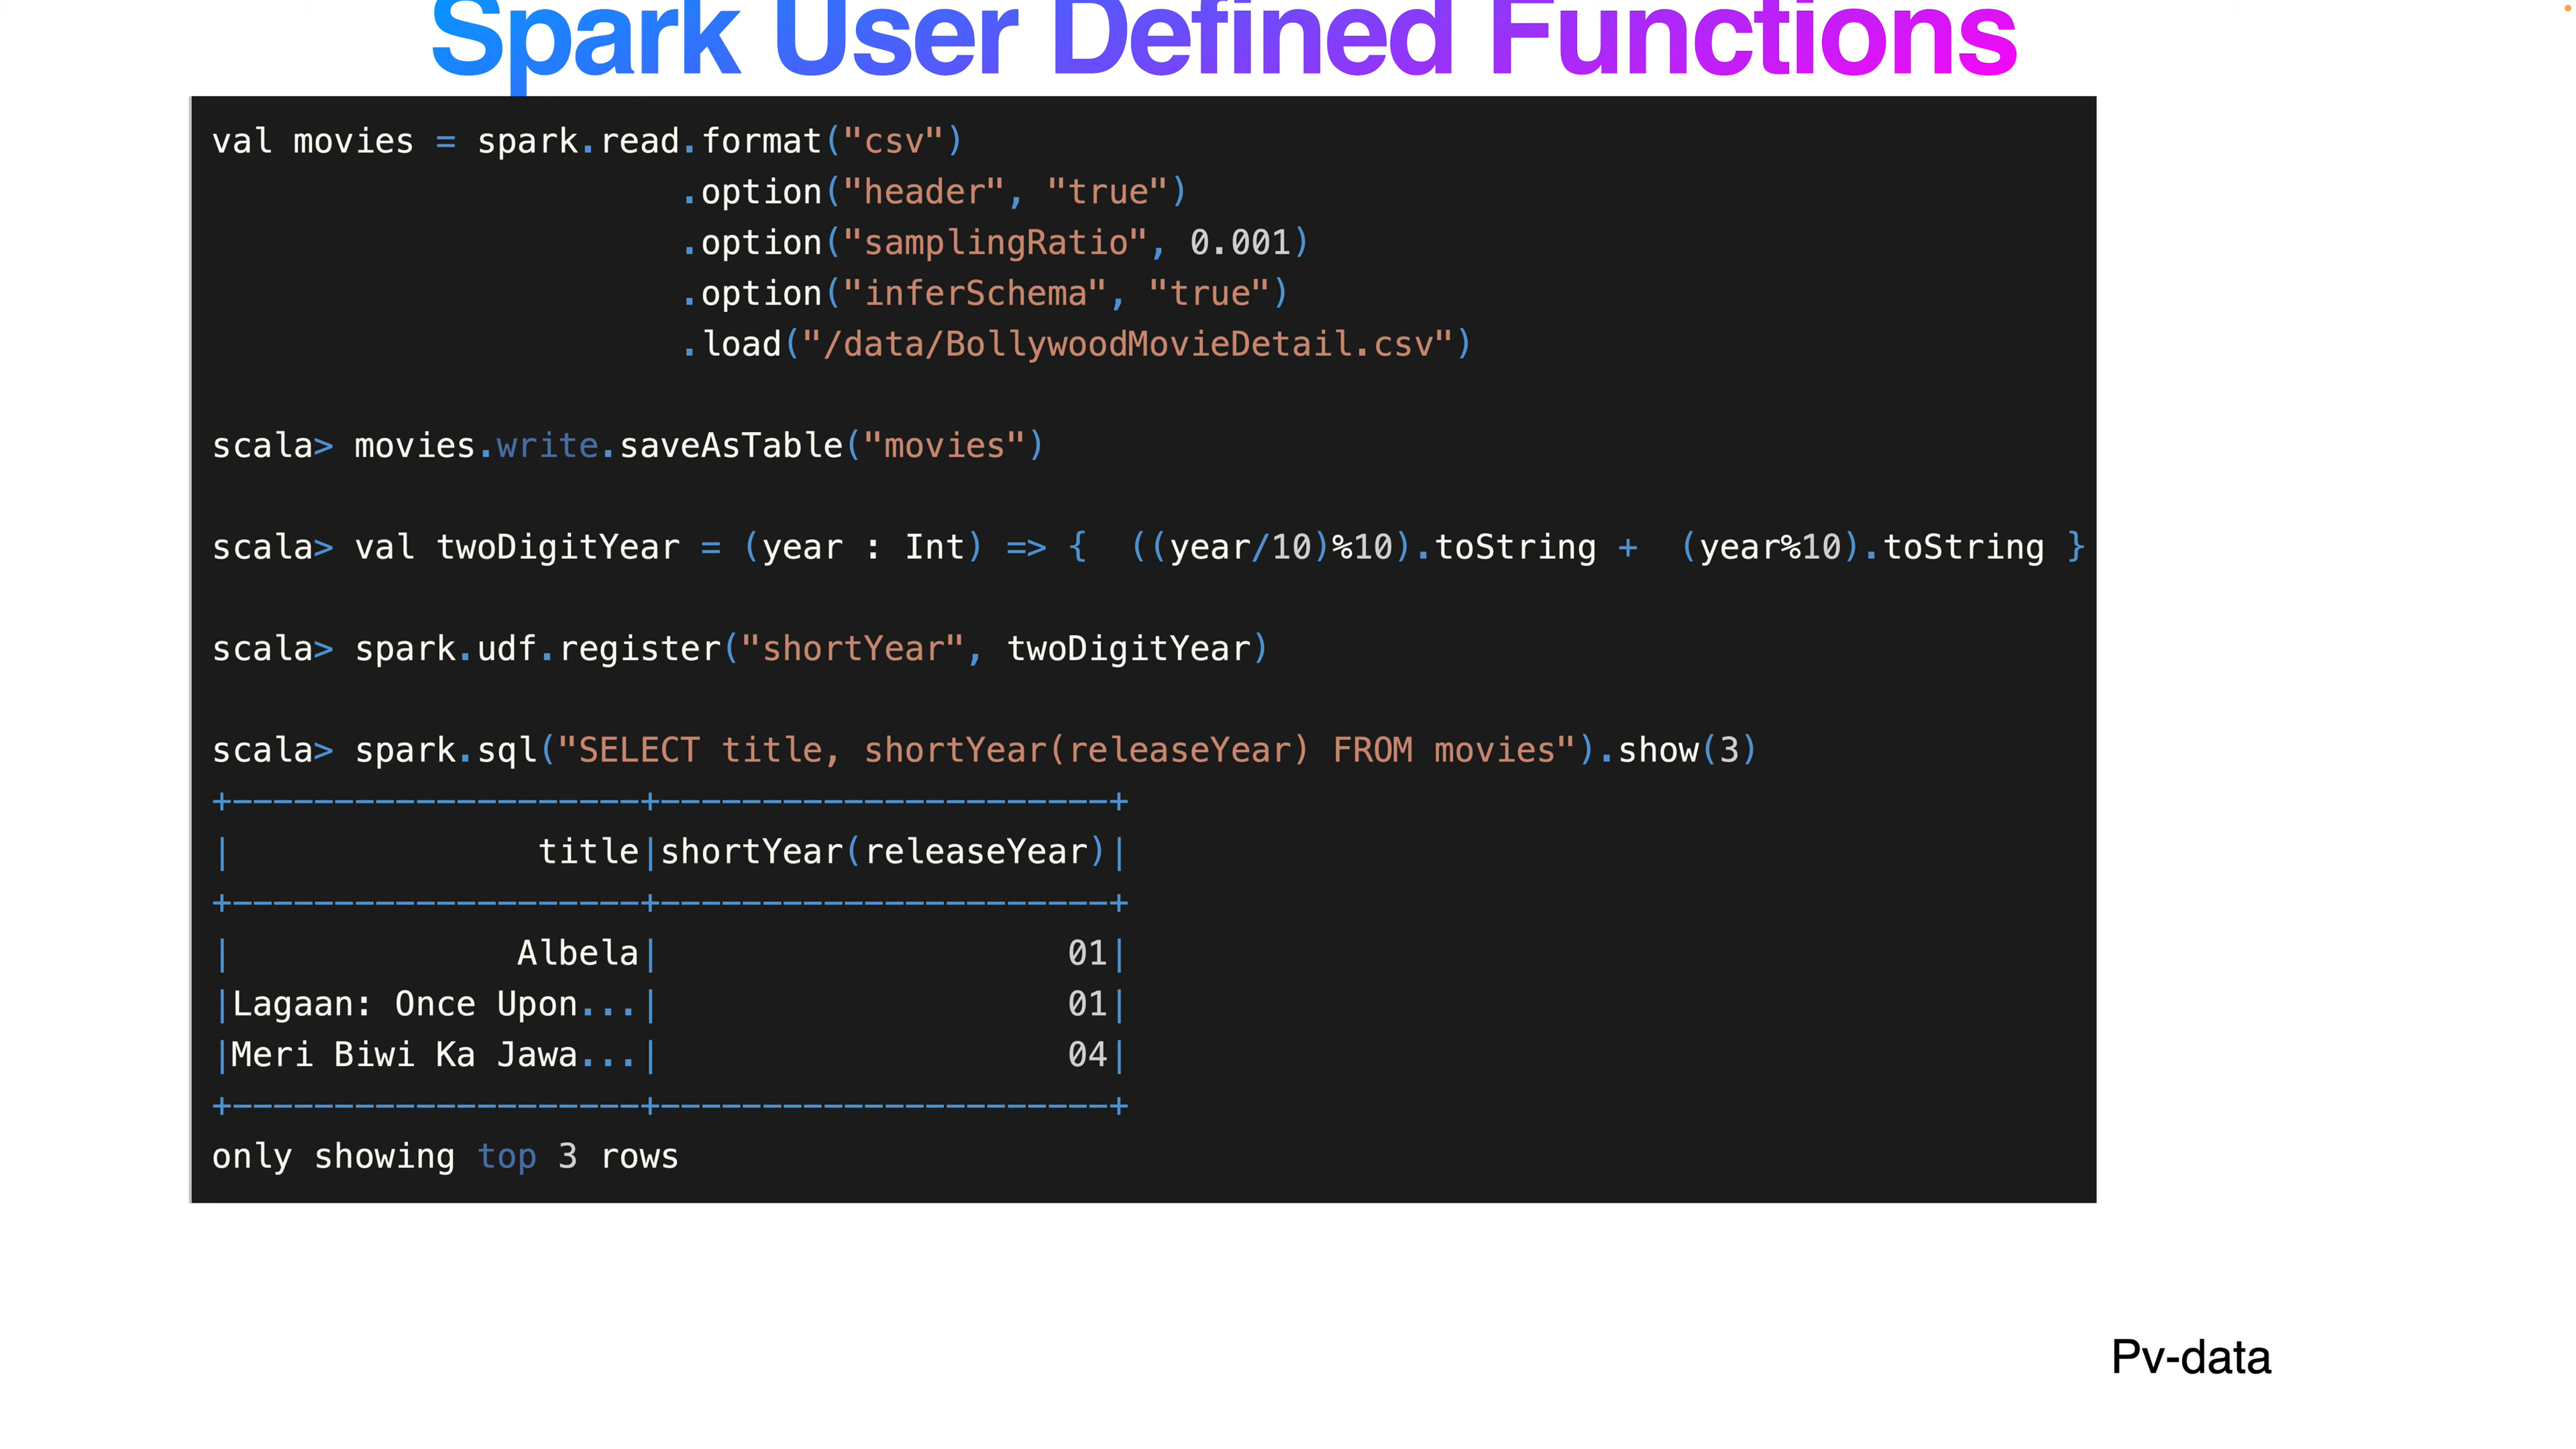 Spark User Defined Functions
val movies = spark.read.format("csv")
.option("header", "true")
.option("samplingRatio", 0.001)
.option("inferSchema", "true")
.load("/data/BollywoodMovieDetail.csv")
scala> movies.write.saveAsTable("movies")
scala> val twoDigitYear = (year : Int) => {  ((year/10)%10).toString +  (year%10).toString }
scala> spark.udf.register("shortYear", twoDigitYear)
scala> spark.sql("SELECT title, shortYear(releaseYear) FROM movies").show(3)
+--------------------+----------------------+
|               title|shortYear(releaseYear)|
+--------------------+----------------------+
|              Albela|                    01|
|Lagaan: Once Upon...|                    01|
|Meri Biwi Ka Jawa...|                    04|
+--------------------+----------------------+
only showing top 3 rows
Pv-data